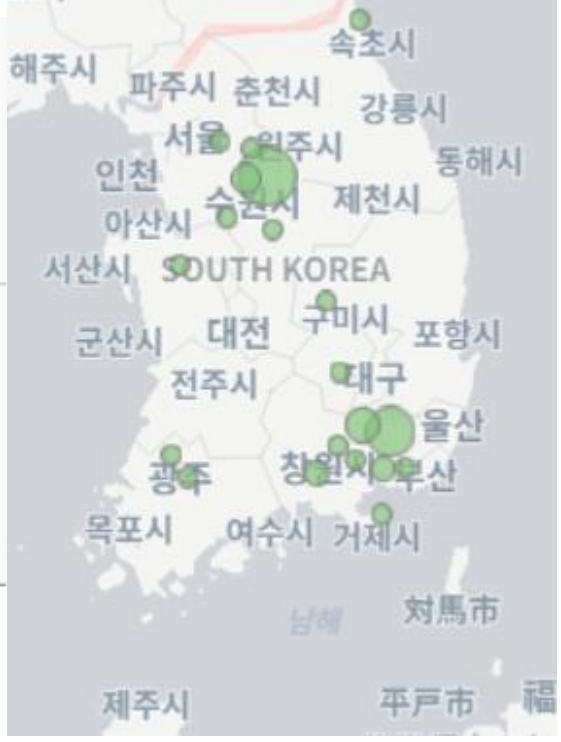 속초시
해주시
파주시 춘천시
강릉시
서울 원주시
인천
동해시
수원시
제천시
아산시
서산시
SOUTH KOREA
군산시
대전
구미시
포항시
전주시
대구
울산
광주
창원시
부산
목포시
여수시
거제시
남해
対馬市
제주시
平戸市
福